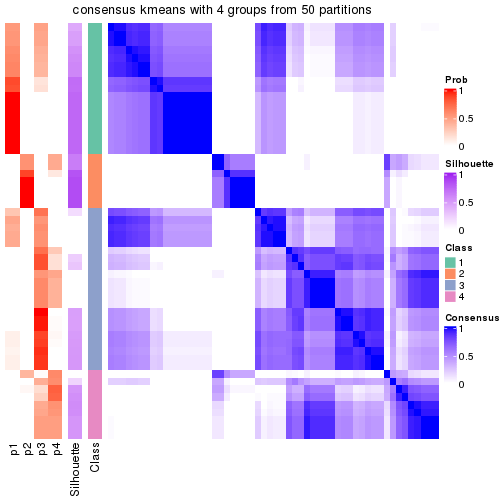 consensus kmeans with 4 groups from 50 partitions
Prob
1
0.5
0
Silhouette
1
0.5
0
Class
1
2
3
4
Consensus
1
0.5
0
p1
p2
p3
p4
Silhouette
Class